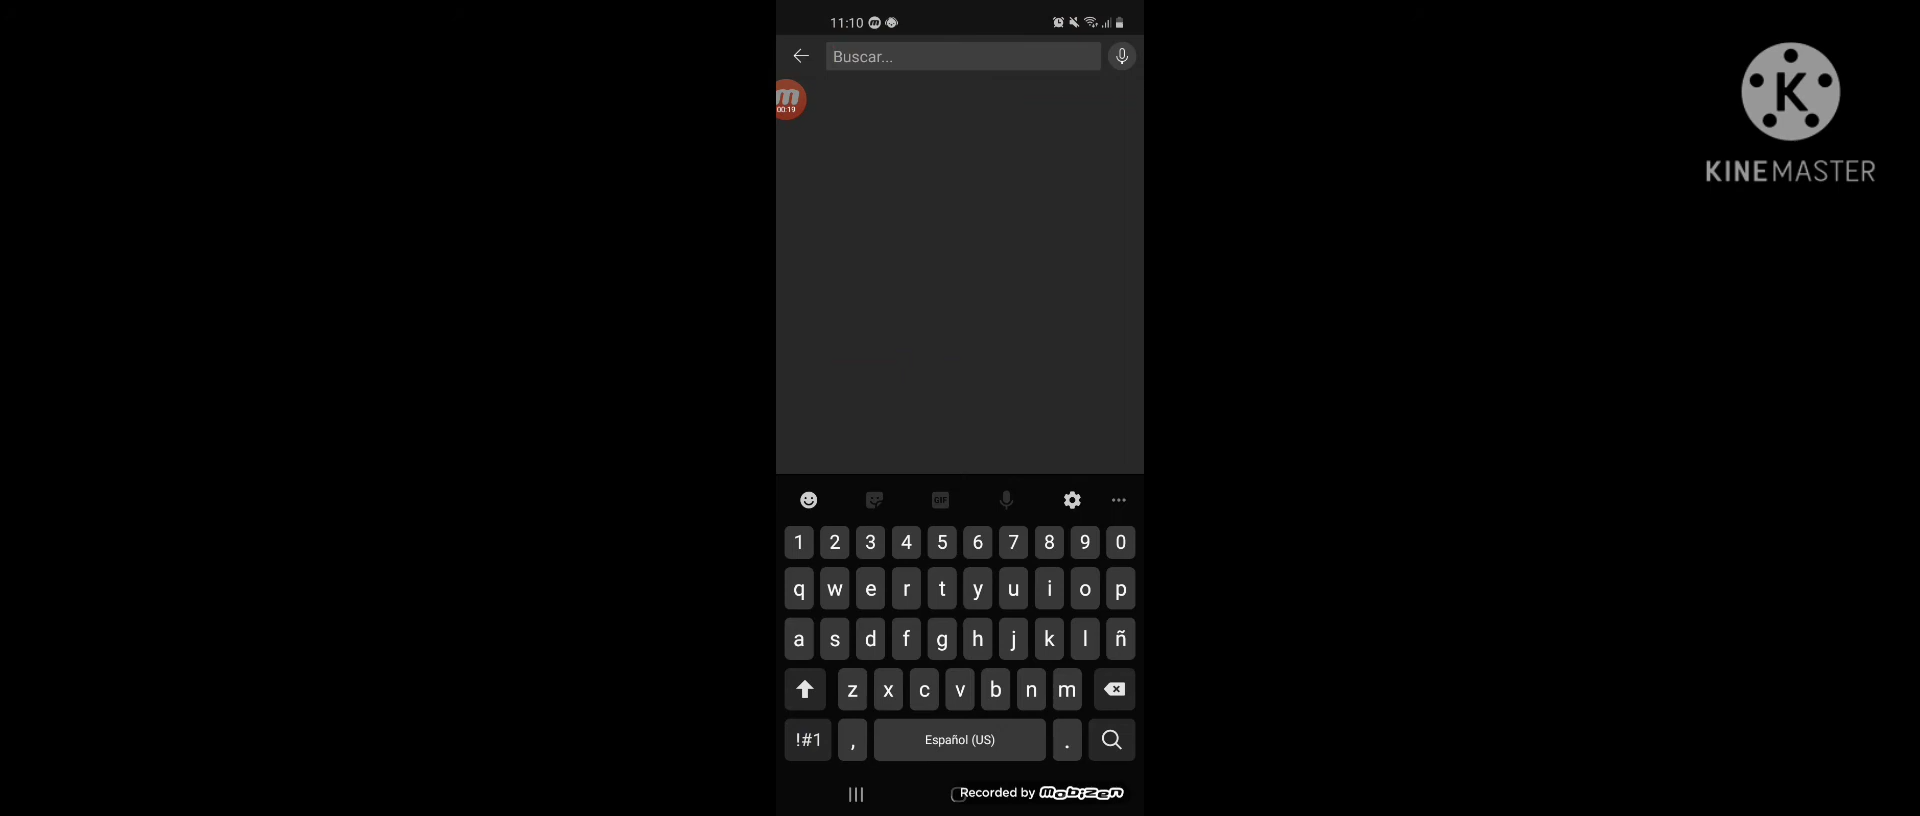 11:10
Buscar...
m
00:19
K
KINEMASTER
GIF
1 2 3 4 5 6 7 8 9 0
q w e r t y u i o p
a s d f g h j k l ñ
z x c v b n m
!#1 , Español (US) .
Recorded by mobizen